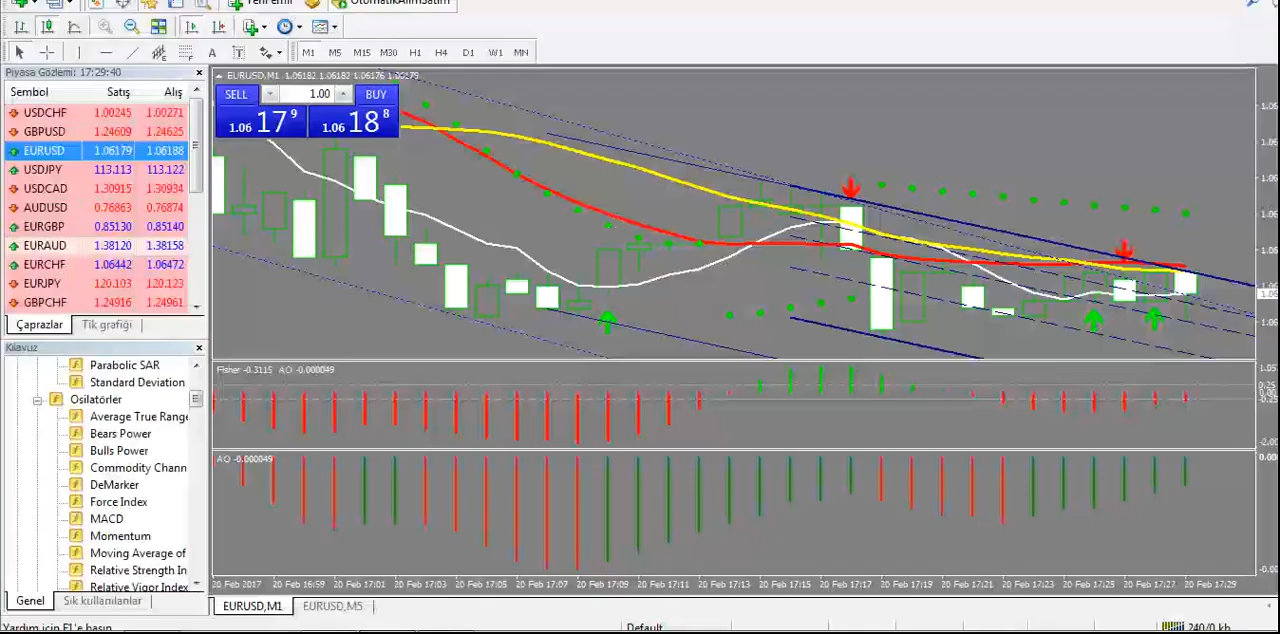 Yeni Emir
OtomatikAlimSatim
M1 M5 M15 M30 H1 H4 D1 W1 MN
Piyasa Gözlemi: 17:29:40
Sembol Satış Alış
USDCHF 1.00245 1.00271
GBPUSD 1.24609 1.24625
EURUSD 1.06179 1.06188
USDJPY 113.113 113.122
USDCAD 1.30915 1.30934
AUDUSD 0.76863 0.76874
EURGBP 0.85130 0.85140
EURAUD 1.38120 1.38158
EURCHF 1.06442 1.06472
EURJPY 120.103 120.123
GBPCHF 1.24916 1.24961
Çaprazlar Tik grafiği
Kılavuz
Parabolic SAR
Standard Deviation
Osilatörler
Average True Range
Bears Power
Bulls Power
Commodity Chann
DeMarker
Force Index
MACD
Momentum
Moving Average of
Relative Strength In
Relative Vigor Index
Genel Sık kullanılanlar
Yardım için F1'e basın
EURUSD,M1 1.06182 1.06182 1.06176 1.06179
SELL 1.00 BUY
1.06 17 9 1.06 18 8
Fisher -0.3115 AO -0.000049
AO -0.000049
20 Feb 2017 20 Feb 16:59 20 Feb 17:01 20 Feb 17:03 20 Feb 17:05 20 Feb 17:07 20 Feb 17:09 20 Feb 17:11 20 Feb 17:13 20 Feb 17:15 20 Feb 17:17 20 Feb 17:19 20 Feb 17:21 20 Feb 17:23 20 Feb 17:25 20 Feb 17:27 20 Feb 17:29
EURUSD,M1 EURUSD,M5
Default
240/0 kb